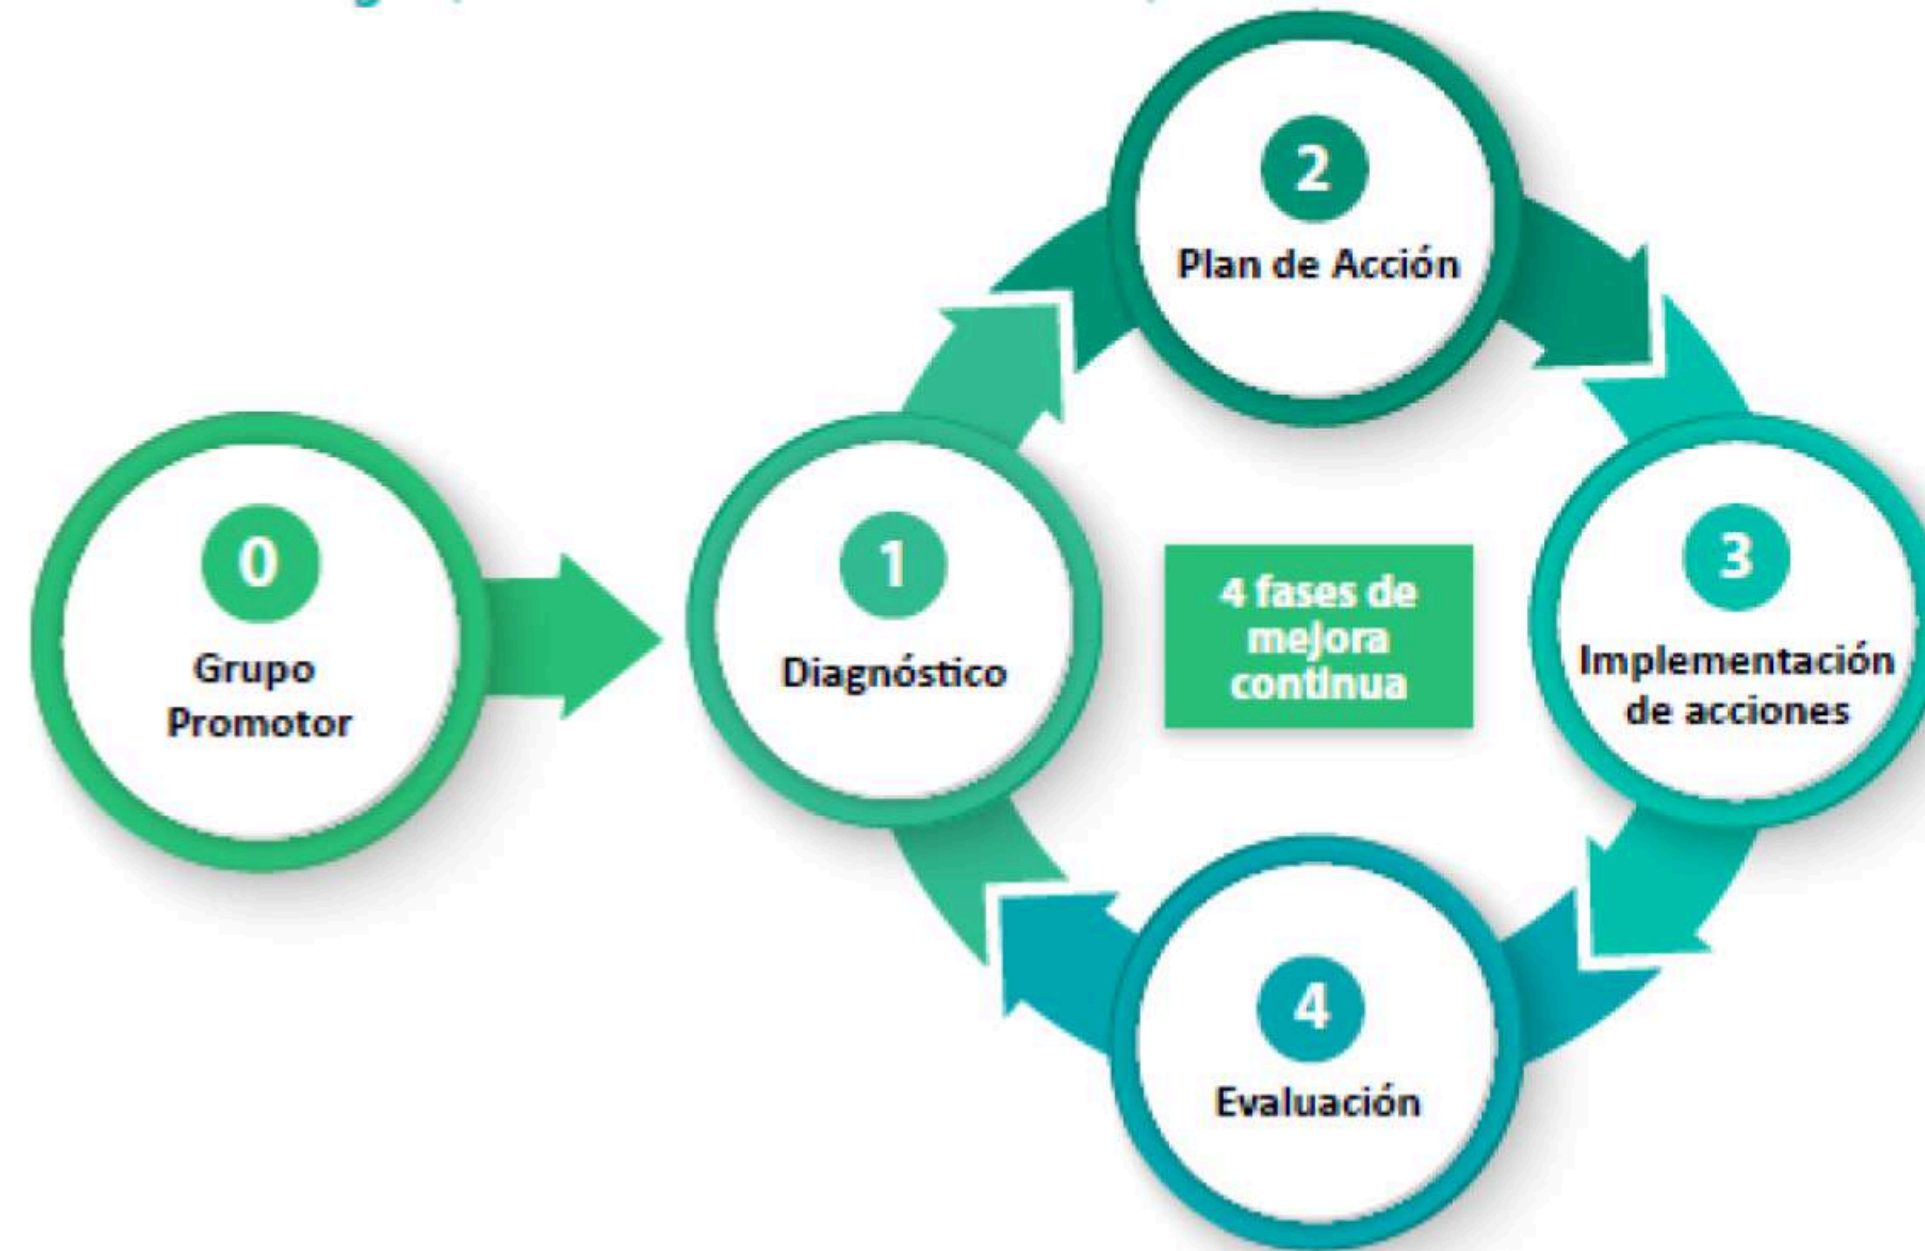 0
Grupo
Promotor
1
Diagnóstico
2
Plan de Acción
3
Implementación
de acciones
4
Evaluación
4 fases de
mejora
continua